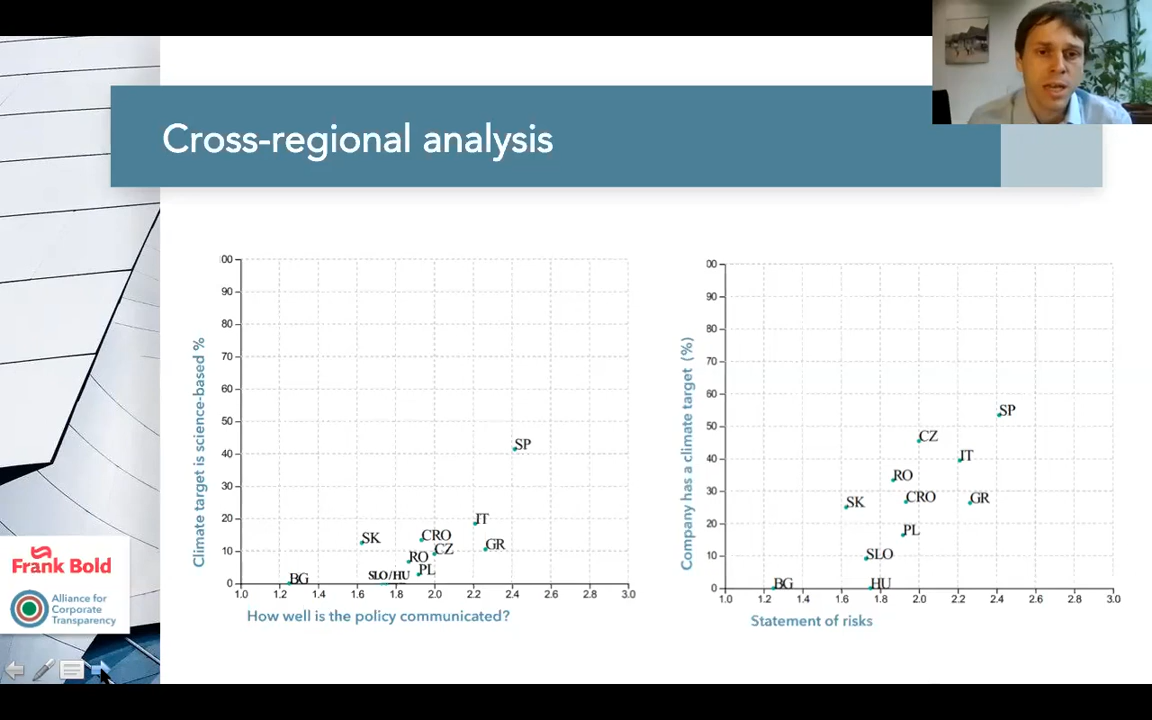 Cross-regional analysis
Climate target is science-based %
00
90
80
70
60
50
40
30
20
10
0
SP
IT
CRO
SK
CZ
GR
RO
PL
SLO/HU
BG
1.0 1.2 1.4 1.6 1.8 2.0 2.2 2.4 2.6 2.8 3.0
How well is the policy communicated?
Company has a climate target (%)
00
90
80
70
60
50
40
30
20
10
0
SP
CZ
IT
RO
CRO
GR
SK
PL
SLO
BG
HU
1.0 1.2 1.4 1.6 1.8 2.0 2.2 2.4 2.6 2.8 3.0
Statement of risks
Frank Bold
Alliance for
Corporate
Transparency